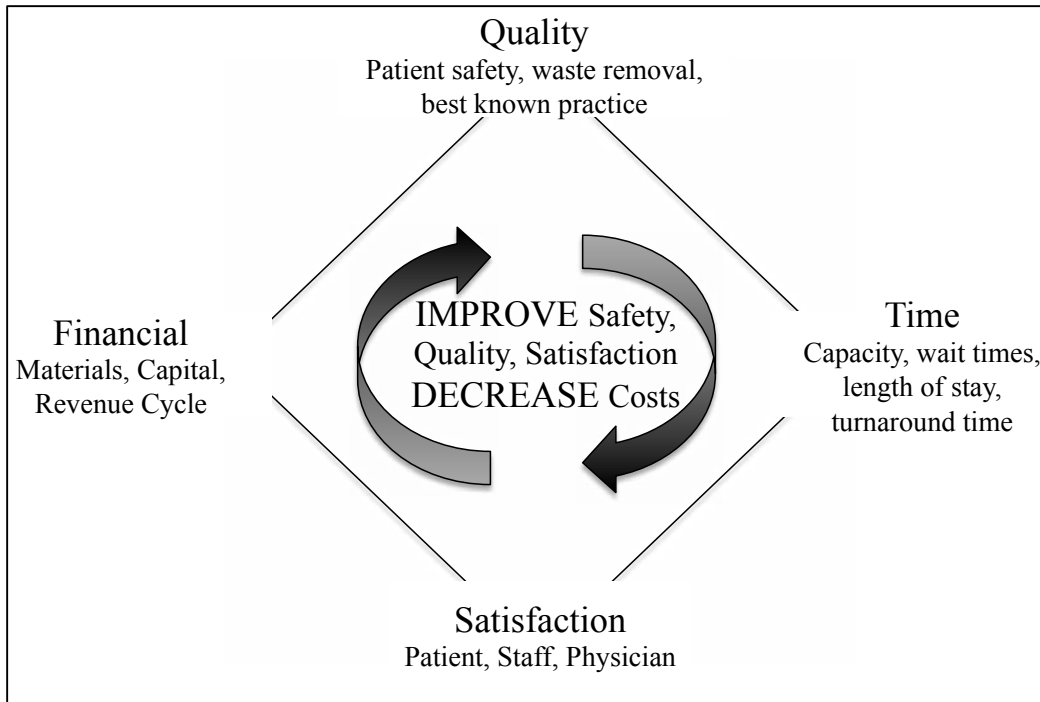 Quality
Patient safety, waste removal,
best known practice
Financial
Materials, Capital,
Revenue Cycle
IMPROVE Safety,
Quality, Satisfaction
DECREASE Costs
Time
Capacity, wait times,
length of stay,
turnaround time
Satisfaction
Patient, Staff, Physician